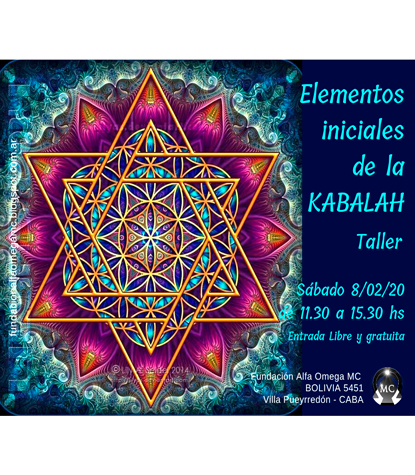 Elementos
iniciales
de la
KABALAH
Taller
Sábado 8/02/20
de 11.30 a 15.30 hs
Entrada Libre y gratuita
Fundación Alfa Omega MC
BOLIVIA 5451
Villa Pueyrredón - CABA
MC
2014